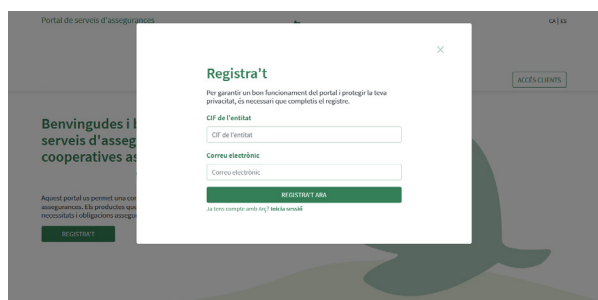 Portal de serveis d'assegurances
CA | ES
ACCÉS CLIENTS
Registra't
Per garantir un bon funcionament del portal i protegir la teva
privacitat, és necessari que completis el registre.
CIF de l'entitat
CIF de l'entitat
Correu electrònic
Correu electrònic
REGISTRA'T ARA
Ja tens compte amb Arç? Inicia sessió
Benvingudes i
serveis d'asseg
cooperatives as
Aquest portal us permet una
assegurances. Els productes que
necessitats i obligacions
REGISTRA'T